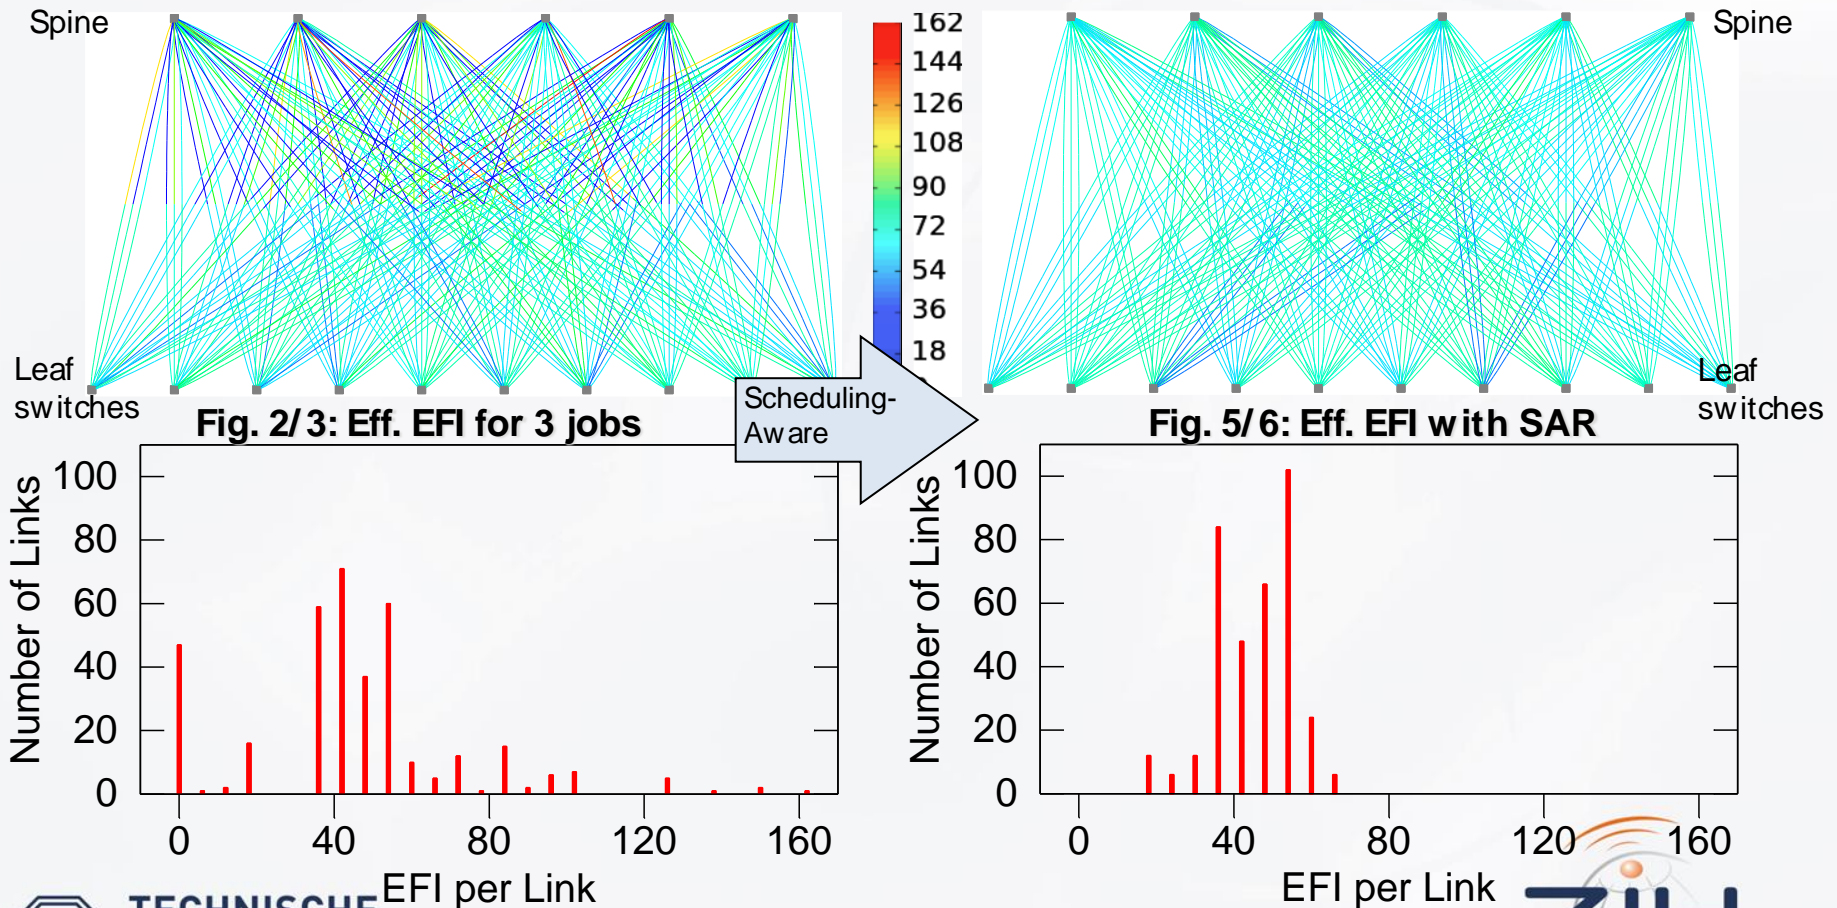 Spine
162
144
126
108
90
72
54
36
18
Spine
Leaf
switches
Scheduling-
Aware
Leaf
switches
Fig. 2/3: Eff. EFI for 3 jobs
Fig. 5/6: Eff. EFI with SAR
Number of Links
100
80
60
40
20
0
0 40 80 120 160
EFI per Link
Number of Links
100
80
60
40
20
0
0 40 80 120 160
EFI per Link
TECHNISCHE